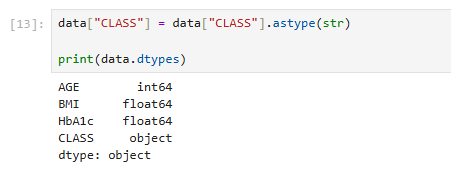 [13]: data["CLASS"] = data["CLASS"].astype(str)
print(data.dtypes)
AGE int64
BMI float64
HbA1c float64
CLASS object
dtype: object